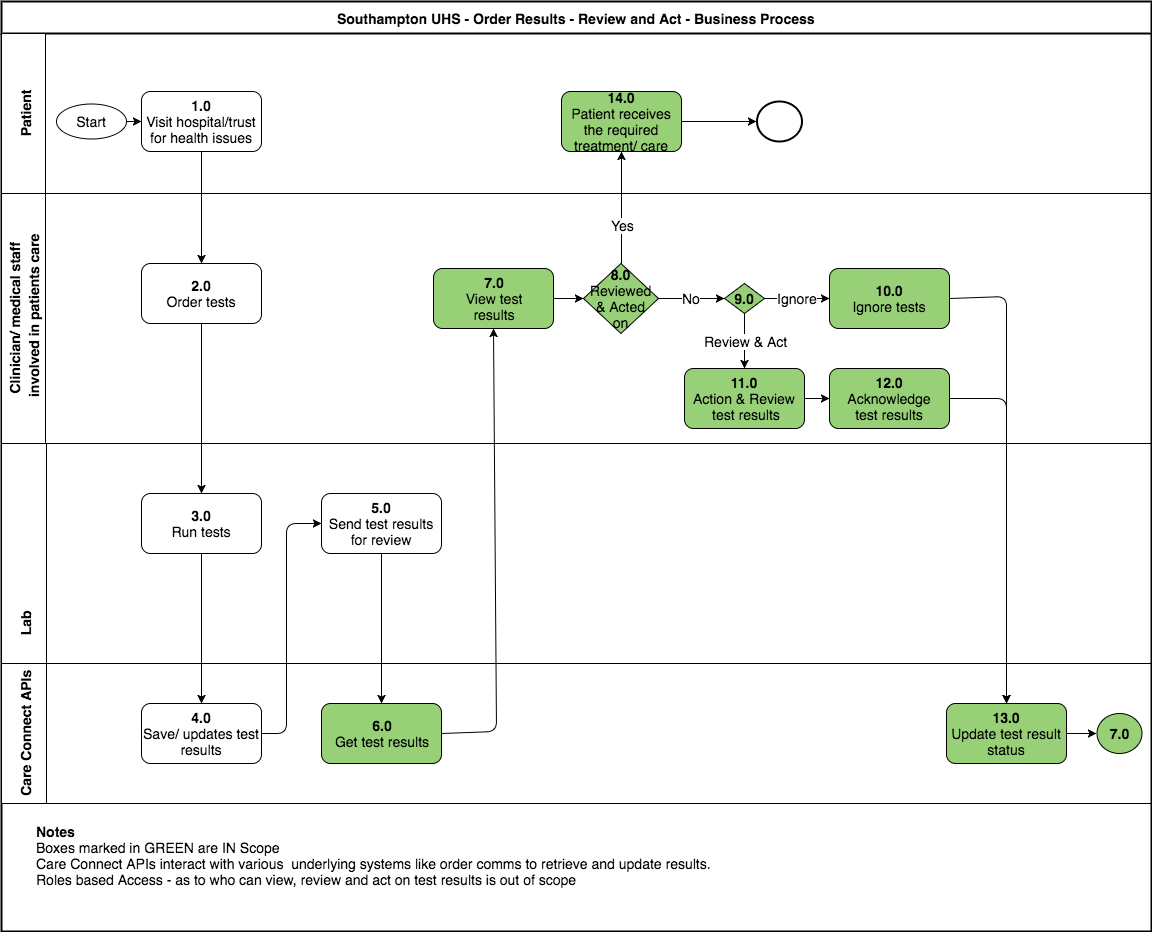 Southampton UHS - Order Results - Review and Act - Business Process
Patient
Start
1.0
Visit hospital/trust
for health issues
14.0
Patient receives
the required
treatment/ care
Clinician/ medical staff
involved in patients care
Yes
2.0
Order tests
7.0
View test
results
8.0
Reviewed
& Acted
on
No
9.0
Ignore
10.0
Ignore tests
Review & Act
11.0
Action & Review
test results
12.0
Acknowledge
test results
Lab
3.0
Run tests
5.0
Send test results
for review
Care Connect APIs
4.0
Save/ updates test
results
6.0
Get test results
13.0
Update test result
status
7.0
Notes
Boxes marked in GREEN are IN Scope
Care Connect APIs interact with various  underlying systems like order comms to retrieve and update results.
Roles based Access - as to who can view, review and act on test results is out of scope